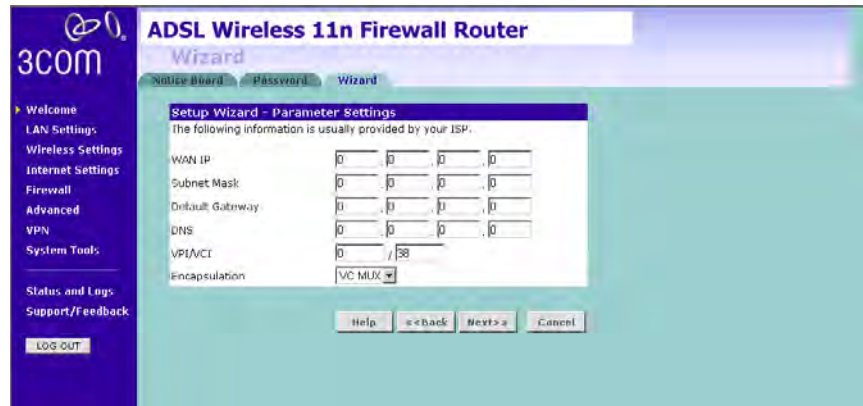 3COM
ADSL Wireless 11n Firewall Router
Wizard
Notice Board Password Wizard
Welcome
LAN Settings
Wireless Settings
Internet Settings
Firewall
Advanced
VPN
System Tools
Status and Logs
Support/Feedback
LOG OUT
Setup Wizard - Parameter Settings
The following information is usually provided by your ISP.
WAN IP 0 . 0 . 0 . 0
Subnet Mask 0 . 0 . 0 . 0
Default Gateway 0 . 0 . 0 . 0
DNS 0 . 0 . 0 . 0
VPI/VCI 0 / 38
Encapsulation VC MUX
Help <<Back Next>> Cancel